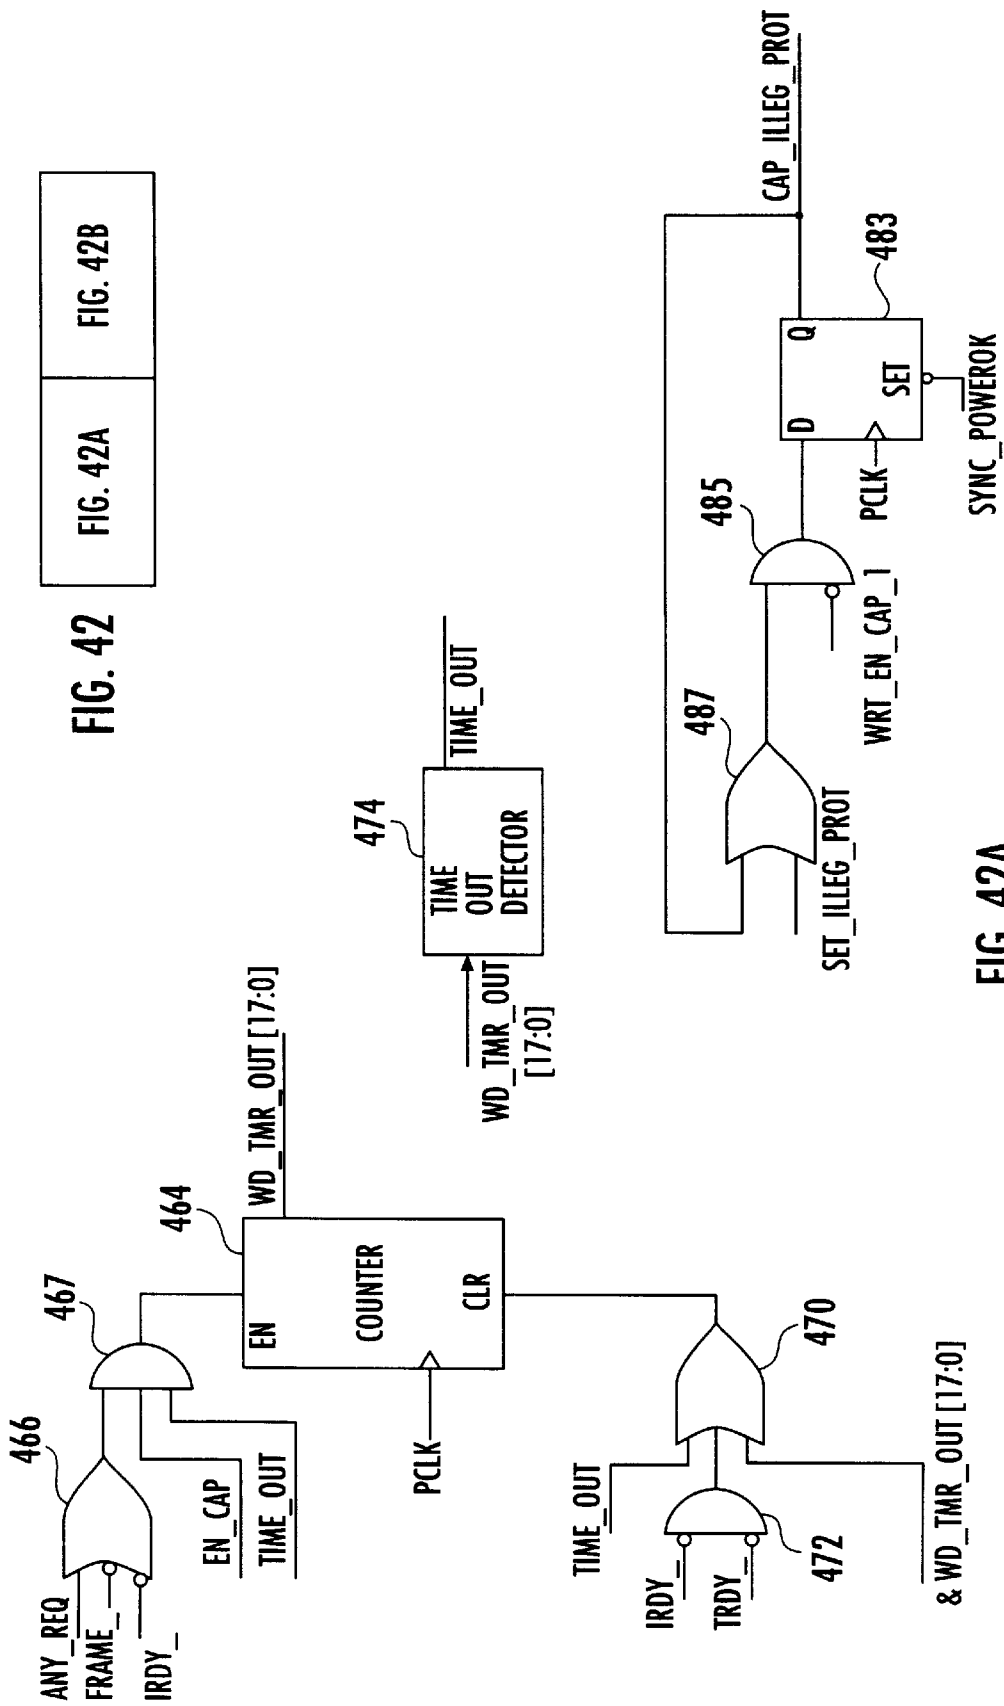 FIG. 42
FIG. 42A
FIG. 42B
466
467
464
ANY_REQ
FRAME_
IRDY_
EN_CAP
TIME_OUT
EN
COUNTER
CLR
PCLK
WD_TMR_OUT [17:0]
TIME_OUT
IRDY_
TRDY_
472
470
& WD_TMR_OUT [17:0]
474
TIME
OUT
DETECTOR
WD_TMR_OUT
[17:0]
TIME_OUT
487
SET_ILLEG_PROT
485
WRT_EN_CAP_1
D
Q
SET
PCLK
483
SYNC_POWEROK
CAP_ILLEG_PROT
FIG. 42A